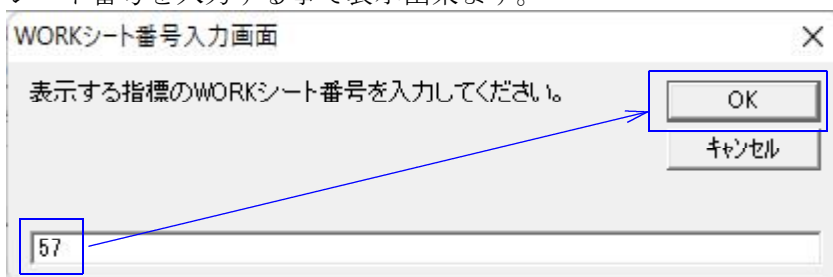 シート番号を入力する事で表示出来ます。
WORKシート番号入力画面
表示する指標のWORKシート番号を入力してください。
OK
キャンセル
57